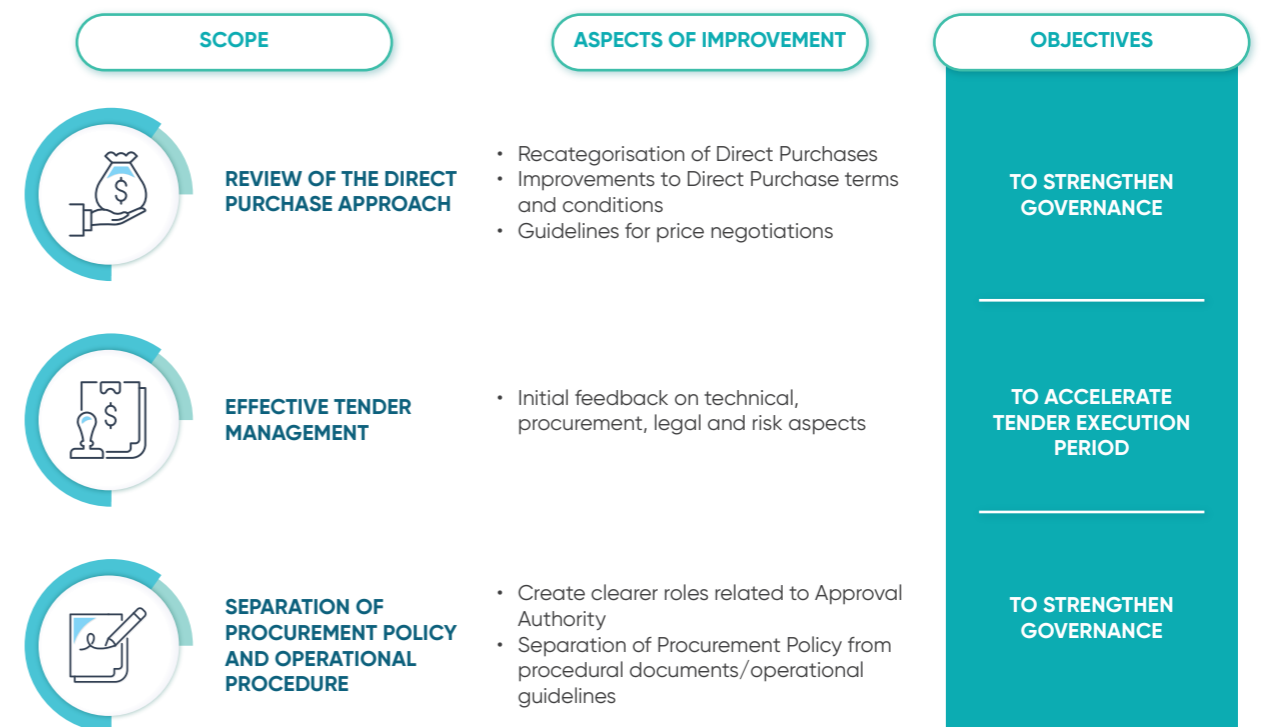 SCOPE
ASPECTS OF IMPROVEMENT
OBJECTIVES
$
REVIEW OF THE DIRECT
PURCHASE APPROACH
• Recategorisation of Direct Purchases
• Improvements to Direct Purchase terms
and conditions
• Guidelines for price negotiations
TO STRENGTHEN
GOVERNANCE
$
EFFECTIVE TENDER
MANAGEMENT
• Initial feedback on technical,
procurement, legal and risk aspects
TO ACCELERATE
TENDER EXECUTION
PERIOD
SEPARATION OF
PROCUREMENT POLICY
AND OPERATIONAL
PROCEDURE
• Create clearer roles related to Approval
Authority
• Separation of Procurement Policy from
procedural documents/operational
guidelines
TO STRENGTHEN
GOVERNANCE